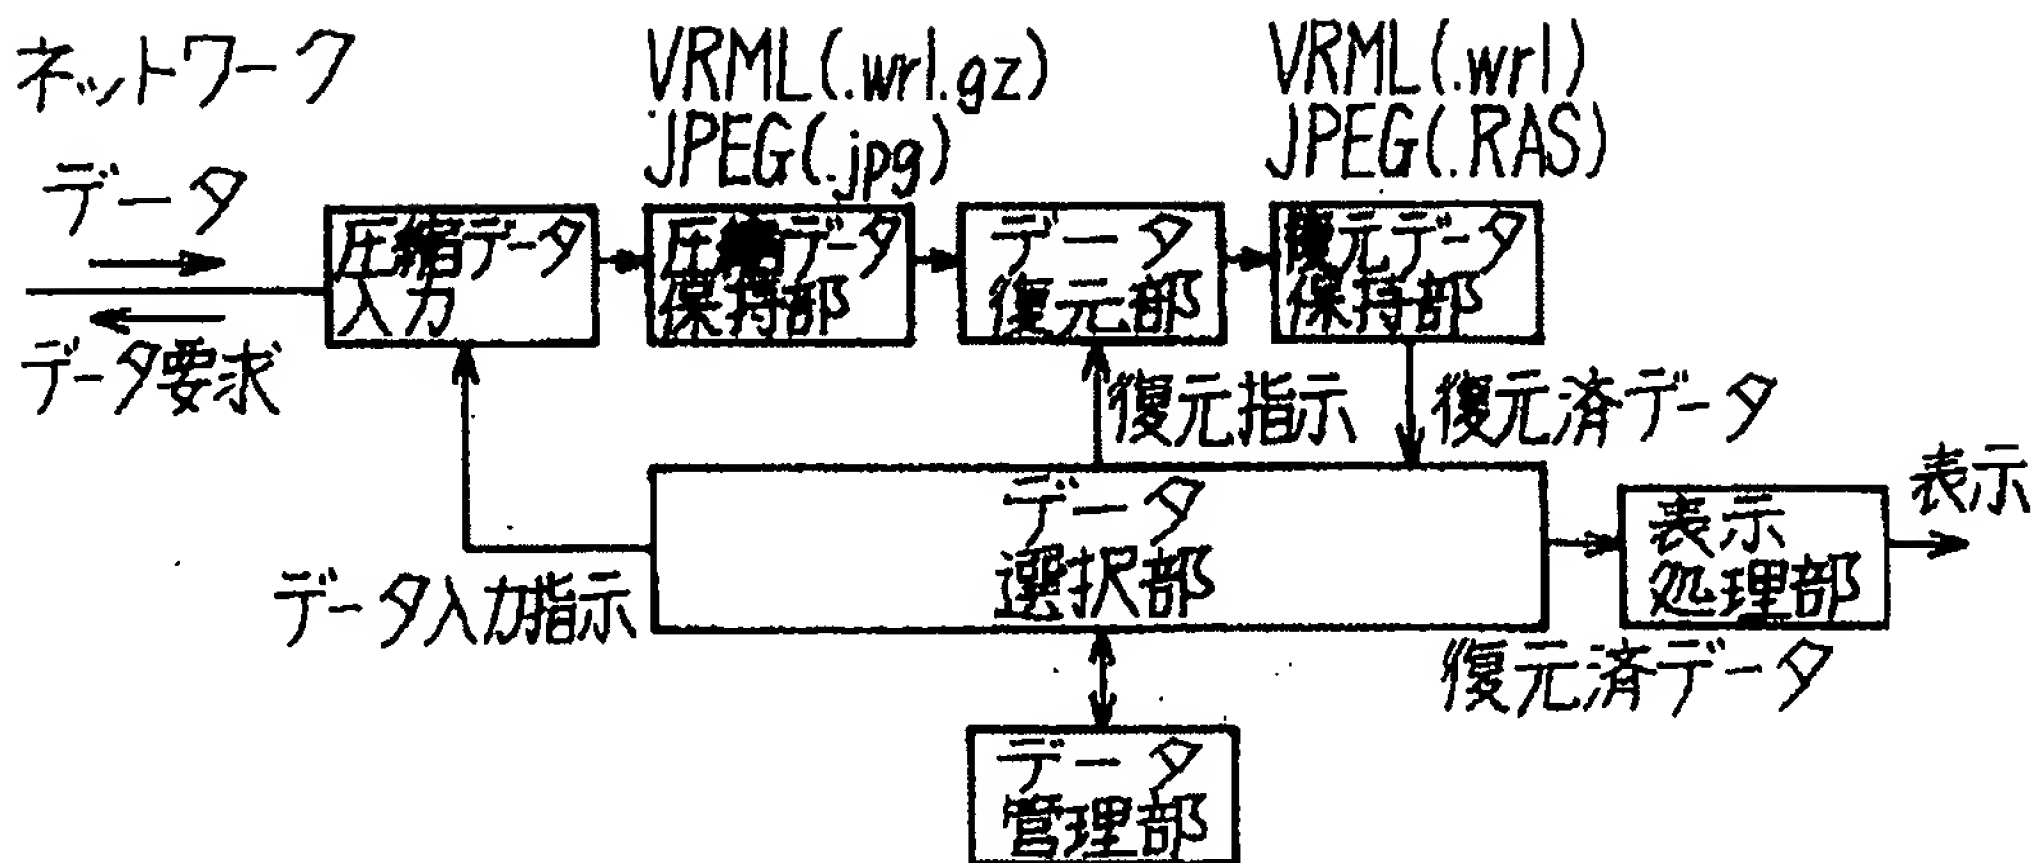 ネットワーク
VRML(.wrl.gz)
JPEG(.jpg)
VRML(.wrl)
JPEG(.RAS)
データ
データ要求
圧縮データ
入力
圧縮データ
保持部
データ
復元部
復元データ
保持部
復元指示
復元済データ
データ入力指示
データ
選択部
表示
処理部
表示
復元済データ
データ
管理部